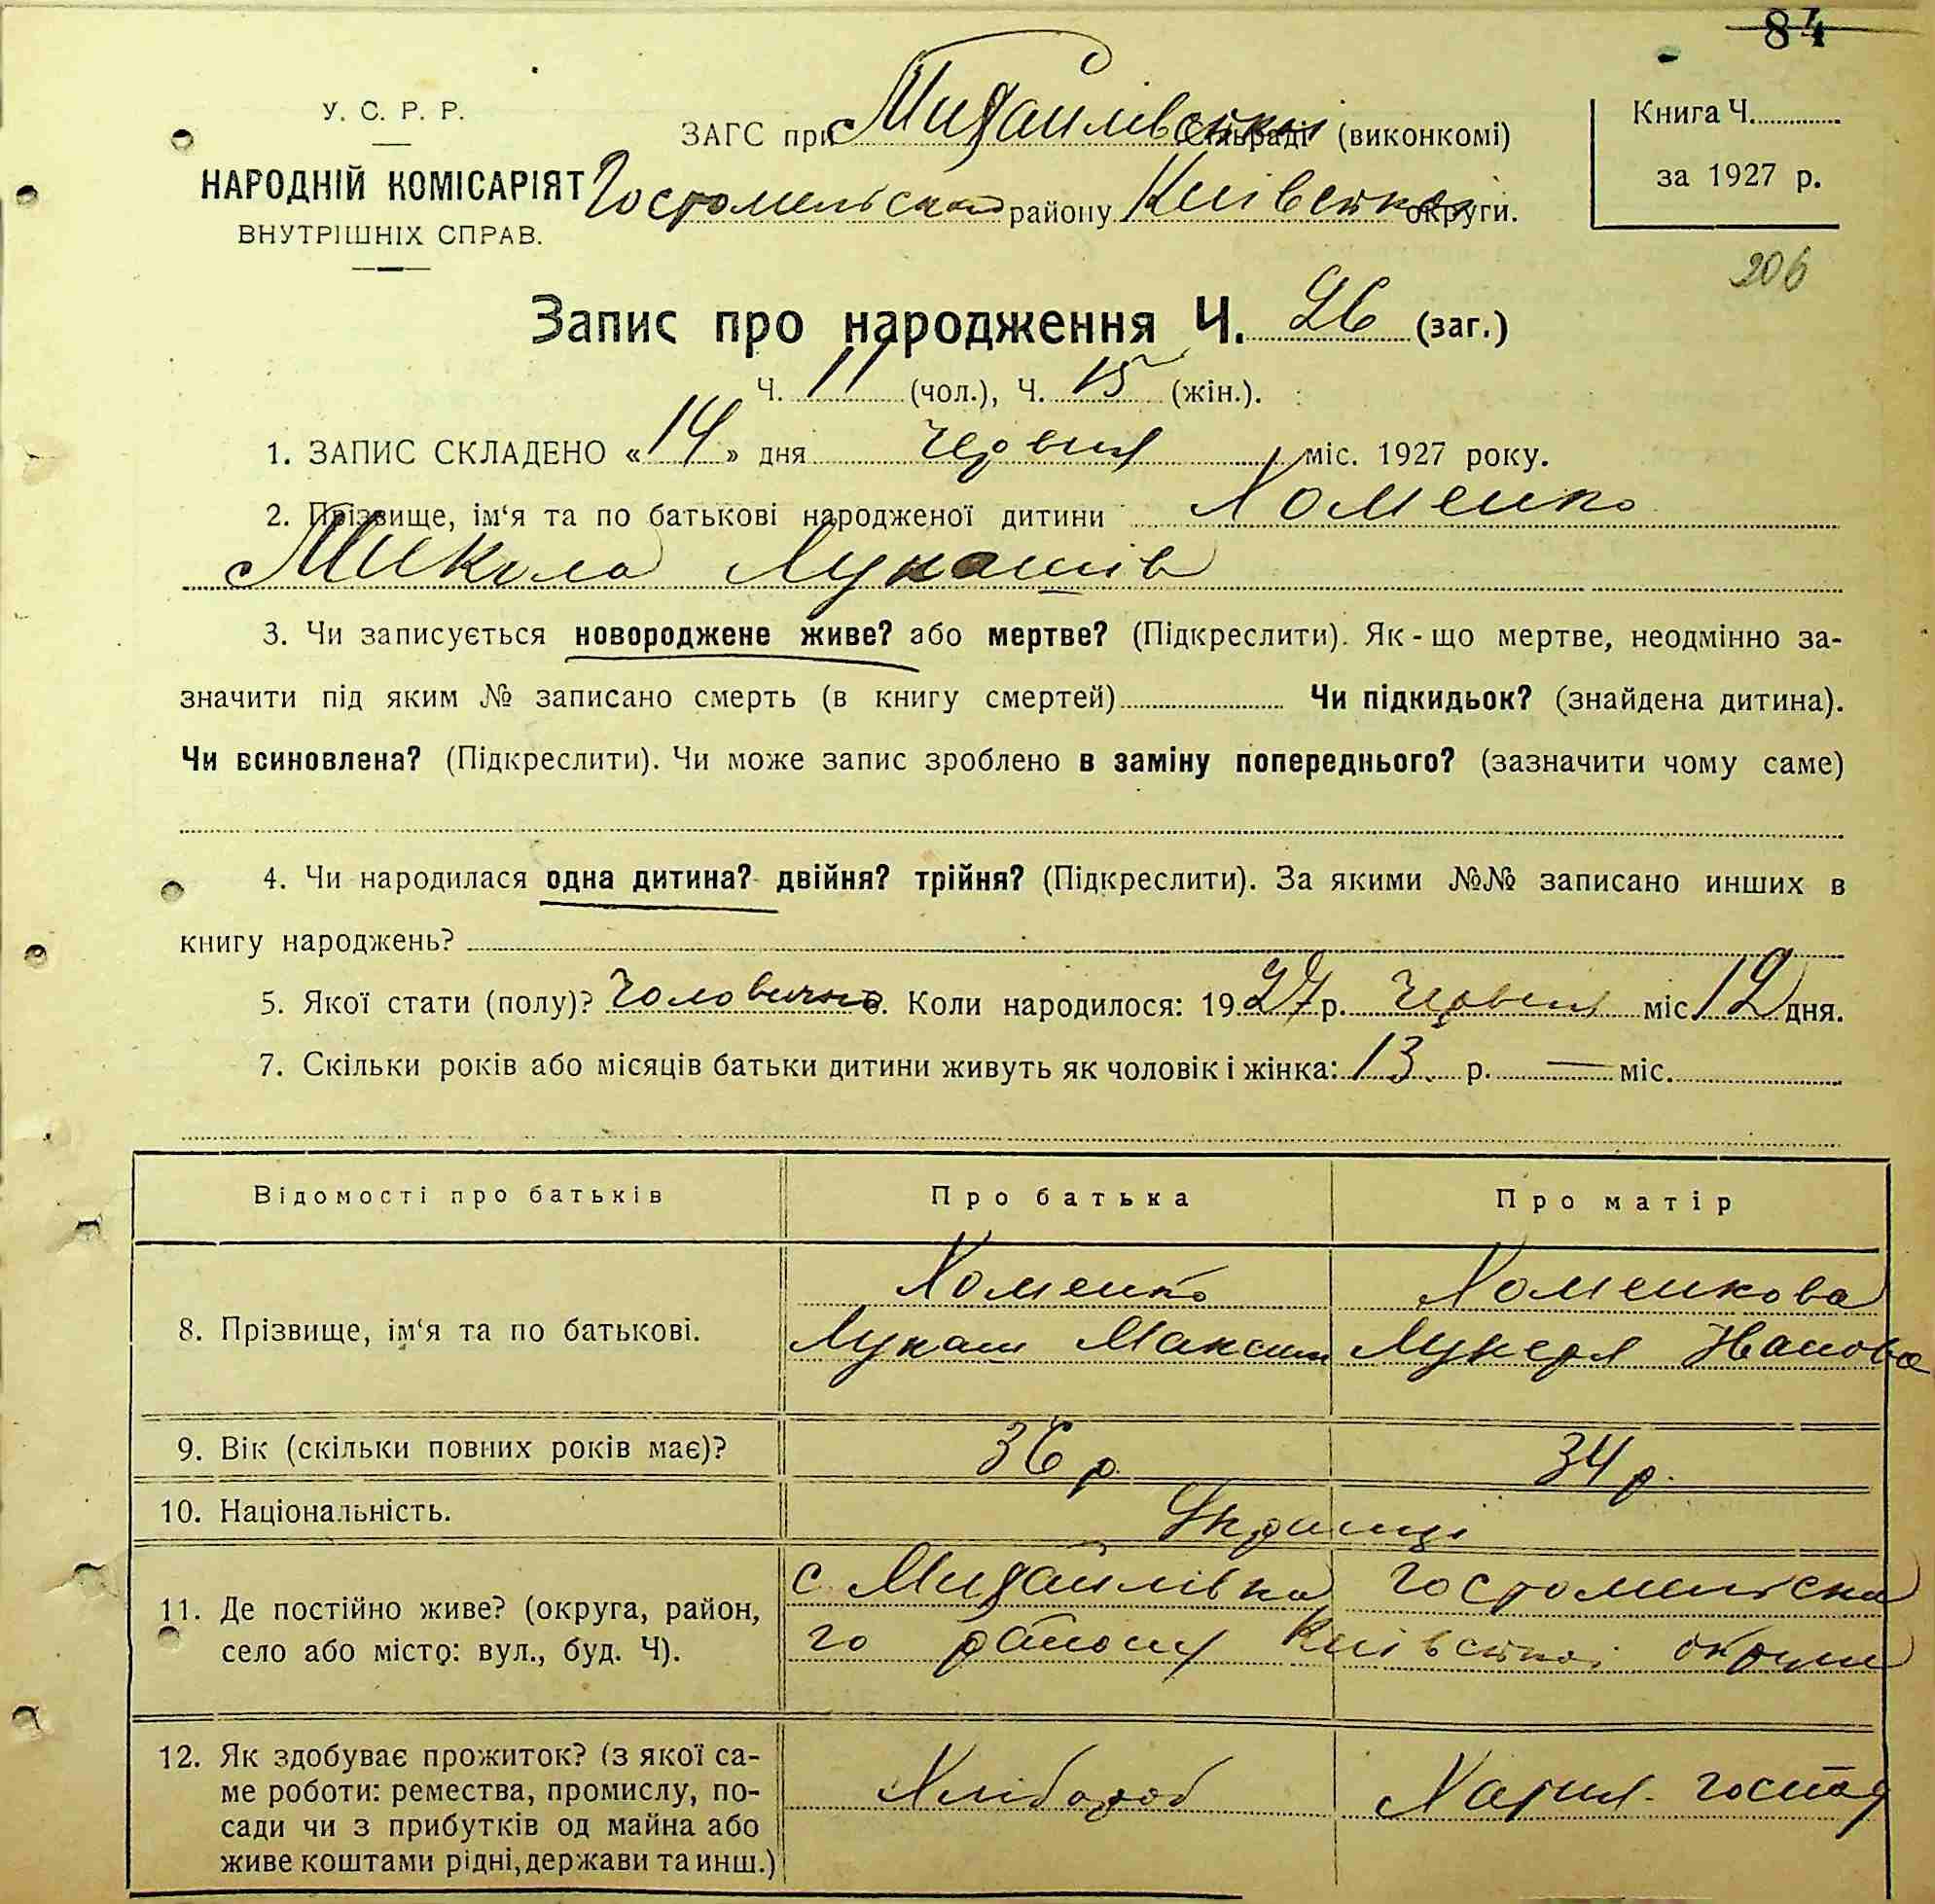 84
У. С. Р. Р.
НАРОДНІЙ КОМІСАРІЯТ
ВНУТРІШНІХ СПРАВ.
ЗАГС при Михайлівській Сільраді (виконкомі)
Гостомельськ району Київської округи.
Книга Ч.
за 1927 р.
206
Запис про народження Ч. 26 (заг.)
Ч. 11 (чол.), Ч. 15 (жін.).
1. ЗАПИС СКЛАДЕНО «14» дня червня міс. 1927 року.
2. Прізвище, ім‘я та по батькові народженої дитини Хоменко
Микола Лукашів
3. Чи записується новороджене живе? або мертве? (Підкреслити). Як-що мертве, неодмінно за-
значити під яким № записано смерть (в книгу смертей) Чи підкидьок? (знайдена дитина).
Чи всиновлена? (Підкреслити). Чи може запис зроблено в заміну попереднього? (зазначити чому саме)
4. Чи народилася одна дитина? двійня? трійня? (Підкреслити). За якими №№ записано инших в
книгу народжень?
5. Якої стати (полу)? Чоловічої. Коли народилося: 1927 р. Червня міс. 12 дня.
7. Скільки років або місяців батьки дитини живуть як чоловік і жінка: 13 р. — міс.
Відомості про батьків Про батька Про матір
8. Прізвище, ім‘я та по батькові.
Хоменко
Лукаш Максим
Хоменкова
Лукеря Іванова
9. Вік (скільки повних років має)? 36 р. 34 р.
10. Національність. Українці
11. Де постійно живе? (округа, район,
село або місто: вул., буд. Ч).
с. Михайлівка Гостомельсько
го району Київської округи
12. Як здобуває прожиток? (з якої са-
ме роботи: ремества, промислу, по-
сади чи з прибутків од майна або
живе коштами рідні, держави та инш.)
Хлібороб
господ